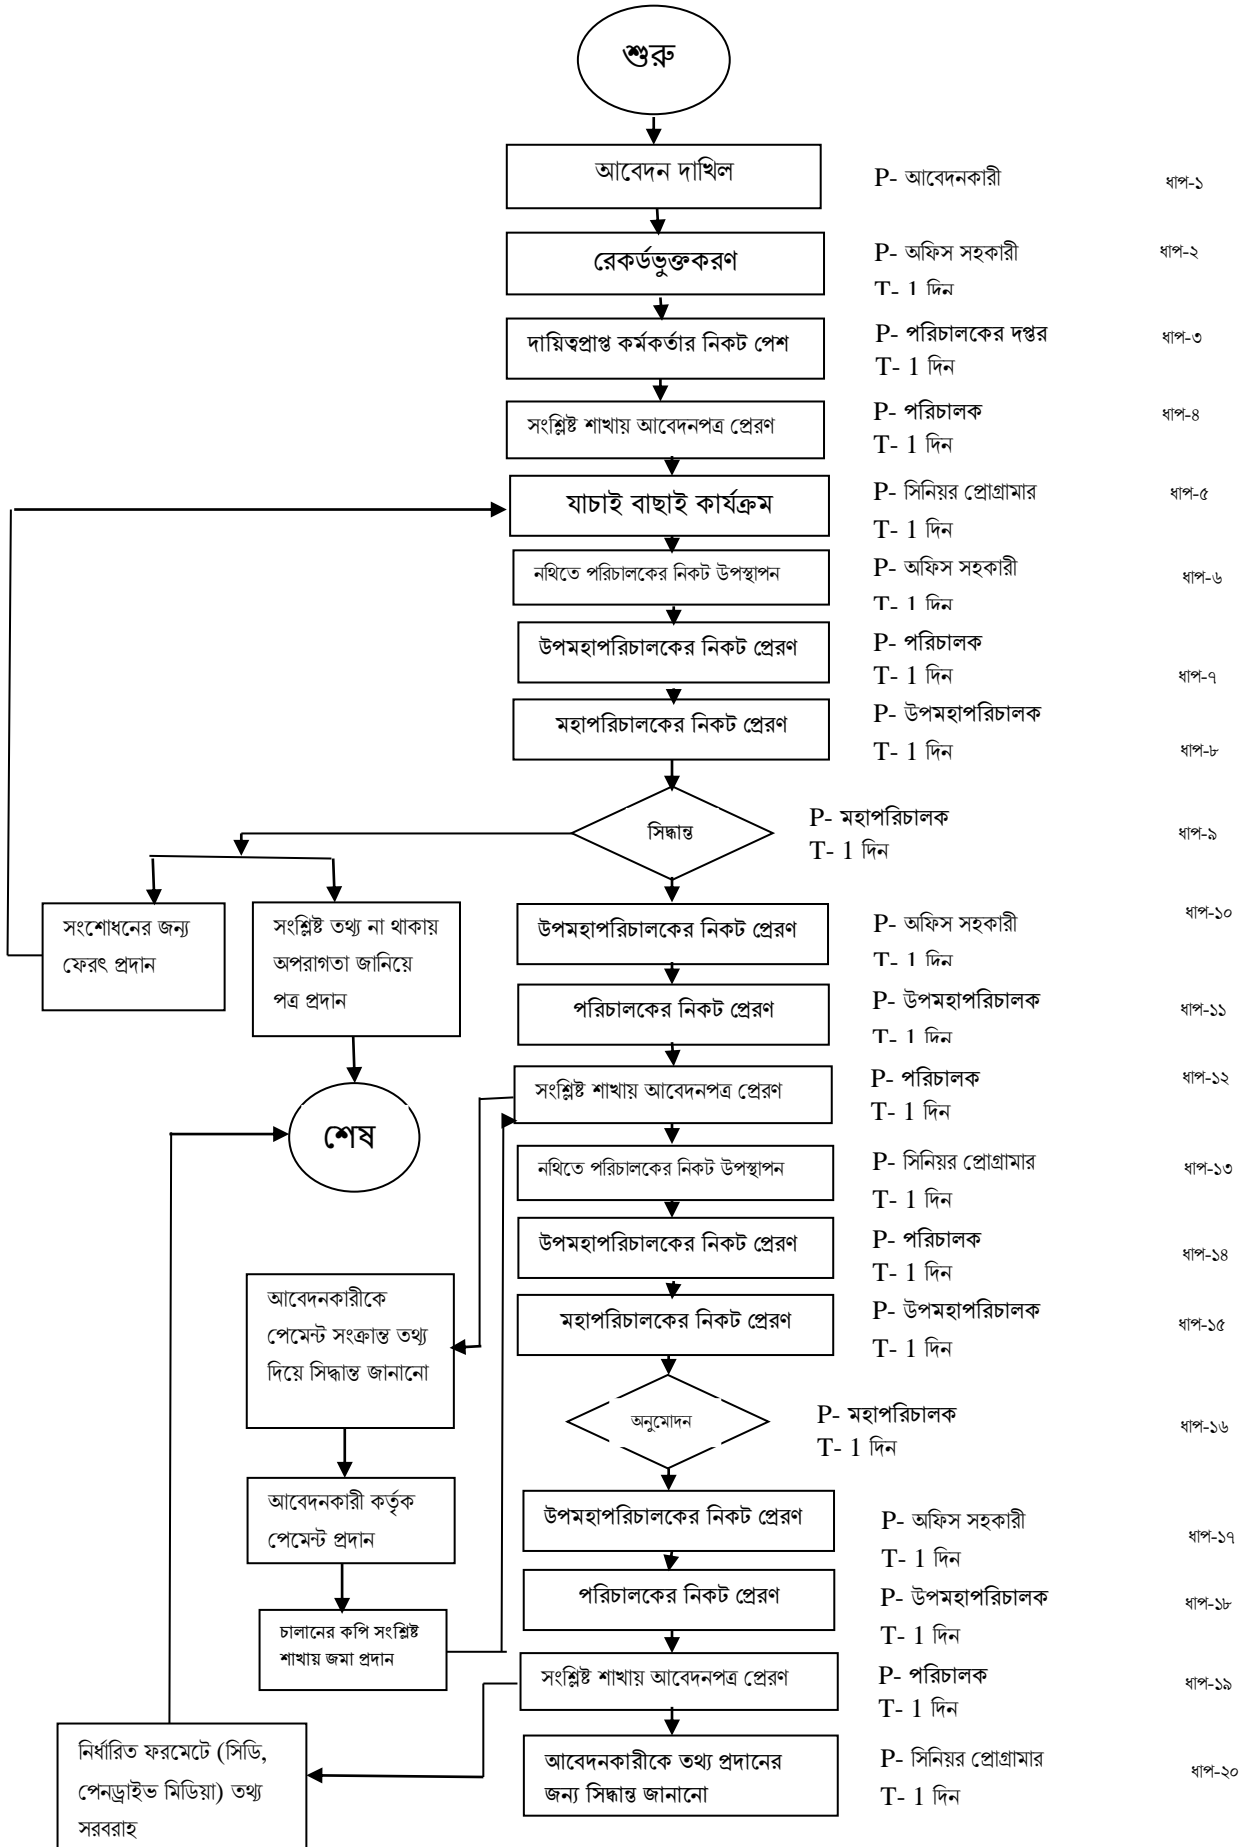 শুরু
আবেদন দাখিল
P- আবেদনকারী
ধাপ-১
রেকর্ডভুক্তকরণ
P- অফিস সহকারী
ধাপ-২
T- 1 দিন
দায়িত্বপ্রাপ্ত কর্মকর্তার নিকট পেশ
P- পরিচালকের দপ্তর
ধাপ-৩
T- 1 দিন
সংশ্লিষ্ট শাখায় আবেদনপত্র প্রেরণ
P- পরিচালক
ধাপ-৪
T- 1 দিন
যাচাই বাছাই কার্যক্রম
P- সিনিয়র প্রোগ্রামার
ধাপ-৫
T- 1 দিন
নথিতে পরিচালকের নিকট উপস্থাপন
P- অফিস সহকারী
ধাপ-৬
T- 1 দিন
উপমহাপরিচালকের নিকট প্রেরণ
P- পরিচালক
T- 1 দিন
ধাপ-৭
মহাপরিচালকের নিকট প্রেরণ
P- উপমহাপরিচালক
T- 1 দিন
ধাপ-৮
সিদ্ধান্ত
P- মহাপরিচালক
T- 1 দিন
ধাপ-৯
সংশোধনের জন্য
ফেরৎ প্রদান
সংশ্লিষ্ট তথ্য না থাকায়
অপরাগতা জানিয়ে
পত্র প্রদান
উপমহাপরিচালকের নিকট প্রেরণ
P- অফিস সহকারী
ধাপ-১০
T- 1 দিন
পরিচালকের নিকট প্রেরণ
P- উপমহাপরিচালক
ধাপ-১১
T- 1 দিন
সংশ্লিষ্ট শাখায় আবেদনপত্র প্রেরণ
P- পরিচালক
ধাপ-১২
T- 1 দিন
শেষ
নথিতে পরিচালকের নিকট উপস্থাপন
P- সিনিয়র প্রোগ্রামার
ধাপ-১৩
T- 1 দিন
উপমহাপরিচালকের নিকট প্রেরণ
P- পরিচালক
ধাপ-১৪
T- 1 দিন
আবেদনকারীকে
পেমেন্ট সংক্রান্ত তথ্য
দিয়ে সিদ্ধান্ত জানানো
মহাপরিচালকের নিকট প্রেরণ
P- উপমহাপরিচালক
ধাপ-১৫
T- 1 দিন
অনুমোদন
P- মহাপরিচালক
ধাপ-১৬
T- 1 দিন
আবেদনকারী কর্তৃক
পেমেন্ট প্রদান
উপমহাপরিচালকের নিকট প্রেরণ
P- অফিস সহকারী
ধাপ-১৭
T- 1 দিন
পরিচালকের নিকট প্রেরণ
P- উপমহাপরিচালক
ধাপ-১৮
T- 1 দিন
চালানের কপি সংশ্লিষ্ট
শাখায় জমা প্রদান
সংশ্লিষ্ট শাখায় আবেদনপত্র প্রেরণ
P- পরিচালক
ধাপ-১৯
T- 1 দিন
নির্ধারিত ফরমেটে (সিডি,
পেনড্রাইভ মিডিয়া) তথ্য
সরবরাহ
আবেদনকারীকে তথ্য প্রদানের
জন্য সিদ্ধান্ত জানানো
P- সিনিয়র প্রোগ্রামার
ধাপ-২০
T- 1 দিন